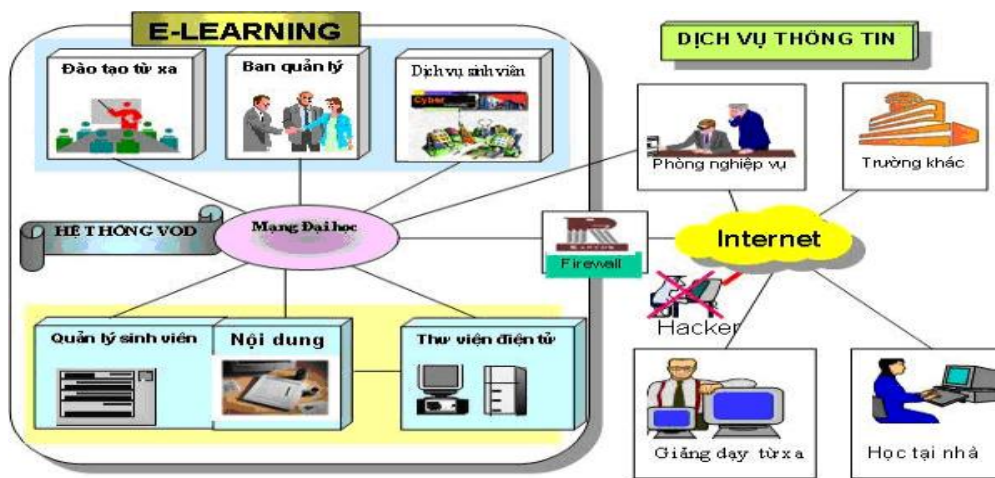 E-LEARNING
DỊCH VỤ THÔNG TIN
Đào tạo từ xa
Ban quản lý
Dịch vụ sinh viên
Cyber
Phòng nghiệp vụ
Trường khác
HỆ THỐNG VOD
Mạng Đại học
Firewall
Internet
Hacker
Quản lý sinh viên
Nội dung
Thư viện điện tử
Giảng dạy từ xa
Học tại nhà